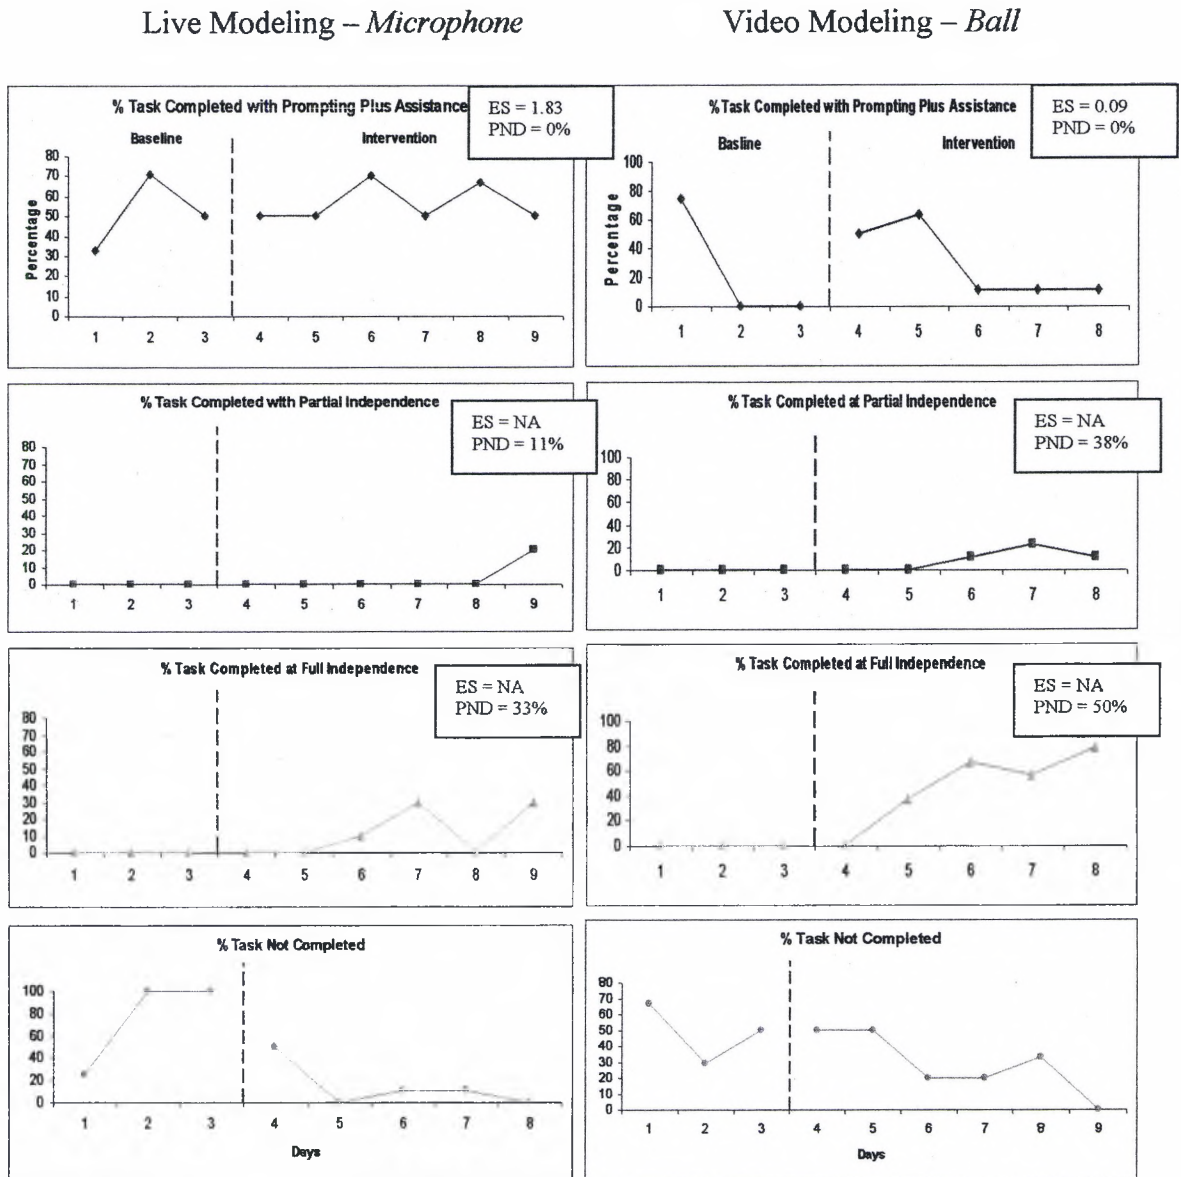 Live Modeling – Microphone
Video Modeling – Ball
% Task Completed with Prompting Plus Assistance
ES = 1.83
PND = 0%
Baseline
Intervention
Percentage
80
70
60
50
40
30
20
10
0
1 2 3 4 5 6 7 8 9
% Task Completed with Prompting Plus Assistance
ES = 0.09
PND = 0%
Basline
Intervention
Percentage
100
80
60
40
20
0
1 2 3 4 5 6 7 8
% Task Completed with Partial Independence
ES = NA
PND = 11%
80
70
60
50
40
30
20
10
0
1 2 3 4 5 6 7 8 9
% Task Completed at Partial Independence
ES = NA
PND = 38%
100
80
60
40
20
0
1 2 3 4 5 6 7 8
% Task Completed at Full Independence
ES = NA
PND = 33%
80
70
60
50
40
30
20
10
0
1 2 3 4 5 6 7 8 9
% Task Completed at Full Independence
ES = NA
PND = 50%
100
80
60
40
20
0
1 2 3 4 5 6 7 8
% Task Not Completed
100
80
60
40
20
0
1 2 3 4 5 6 7 8
Days
% Task Not Completed
80
70
60
50
40
30
20
10
0
1 2 3 4 5 6 7 8 9
Days